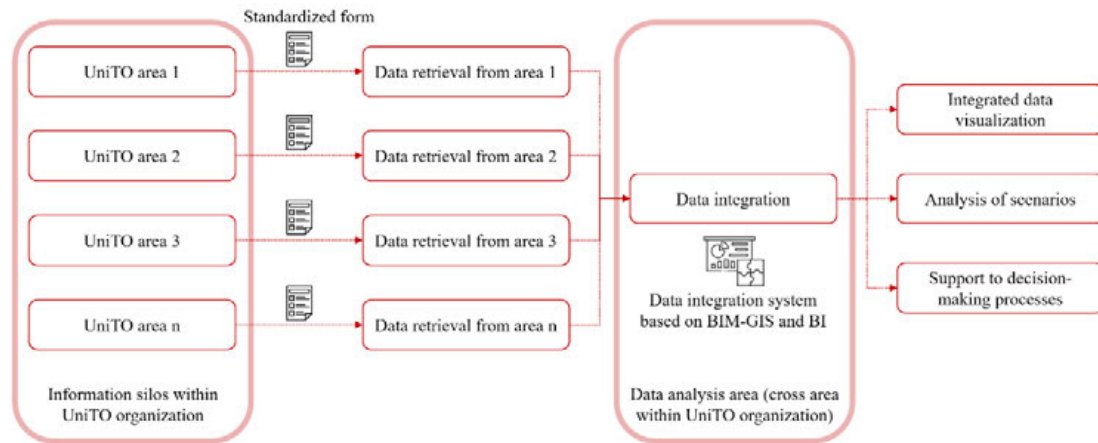 Standardized form
UniTO area 1
Data retrieval from area 1
UniTO area 2
Data retrieval from area 2
UniTO area 3
Data retrieval from area 3
UniTO area n
Data retrieval from area n
Information silos within
UniTO organization
Data integration
Data integration system
based on BIM-GIS and BI
Data analysis area (cross area
within UniTO organization)
Integrated data
visualization
Analysis of scenarios
Support to decision-
making processes